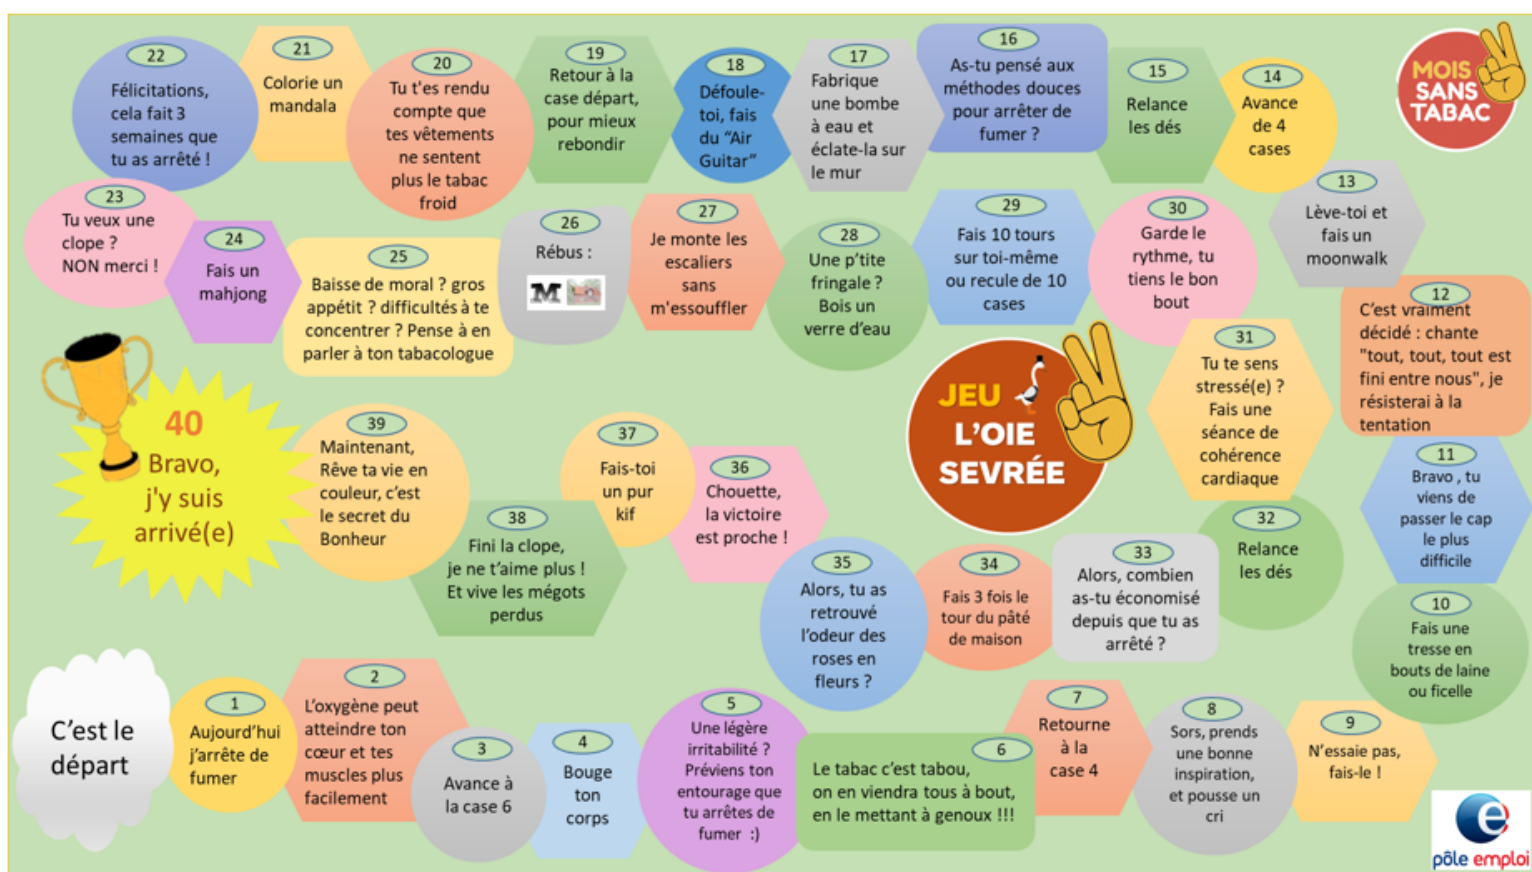 C'est le
départ
1
Aujourd'hui
j'arrête de
fumer
2
L'oxygène peut
atteindre ton
cœur et tes
muscles plus
facilement
3
Avance à
la case 6
4
Bouge
ton
corps
5
Une légère
irritabilité ?
Préviens ton
entourage que
tu arrêtes de
fumer :)
6
Le tabac c'est tabou,
on en viendra tous à bout,
en le mettant à genoux !!!
7
Retourne
à la
case 4
8
Sors, prends
une bonne
inspiration,
et pousse un
cri
9
N'essaie pas,
fais-le !
10
Fais une
tresse en
bouts de laine
ou ficelle
11
Bravo , tu
viens de
passer le cap
le plus
difficile
12
C'est vraiment
décidé : chante
"tout, tout, tout est
fini entre nous", je
résisterai à la
tentation
13
Lève-toi et
fais un
moonwalk
14
Avance
de 4
cases
15
Relance
les dés
16
As-tu pensé aux
méthodes douces
pour arrêter de
fumer ?
17
Fabrique
une bombe
à eau et
éclate-la sur
le mur
18
Défoule-
toi, fais
du "Air
Guitar"
19
Retour à la
case départ,
pour mieux
rebondir
20
Tu t'es rendu
compte que
tes vêtements
ne sentent
plus le tabac
froid
21
Colorie un
mandala
22
Félicitations,
cela fait 3
semaines que
tu as arrêté !
23
Tu veux une
clope ?
NON merci !
24
Fais un
mahjong
25
Baisse de moral ? gros
appétit ? difficultés à te
concentrer ? Pense à en
parler à ton tabacologue
26
Rébus :
M
27
Je monte les
escaliers
sans
m'essouffler
28
Une p'tite
fringale ?
Bois un
verre d'eau
29
Fais 10 tours
sur toi-même
ou recule de 10
cases
30
Garde le
rythme, tu
tiens le bon
bout
31
Tu te sens
stressé(e) ?
Fais une
séance de
cohérence
cardiaque
32
Relance
les dés
33
Alors, combien
as-tu économisé
depuis que tu as
arrêté ?
34
Fais 3 fois le
tour du pâté
de maison
35
Alors, tu as
retrouvé
l'odeur des
roses en
fleurs ?
36
Chouette,
la victoire
est proche !
37
Fais-toi
un pur
kif
38
Fini la clope,
je ne t'aime plus !
Et vive les mégots
perdus
39
Maintenant,
Rêve ta vie en
couleur, c'est
le secret du
Bonheur
40
Bravo,
j'y suis
arrivé(e)
JEU
L'OIE
SEVRÉE
MOIS
SANS
TABAC
pôle emploi